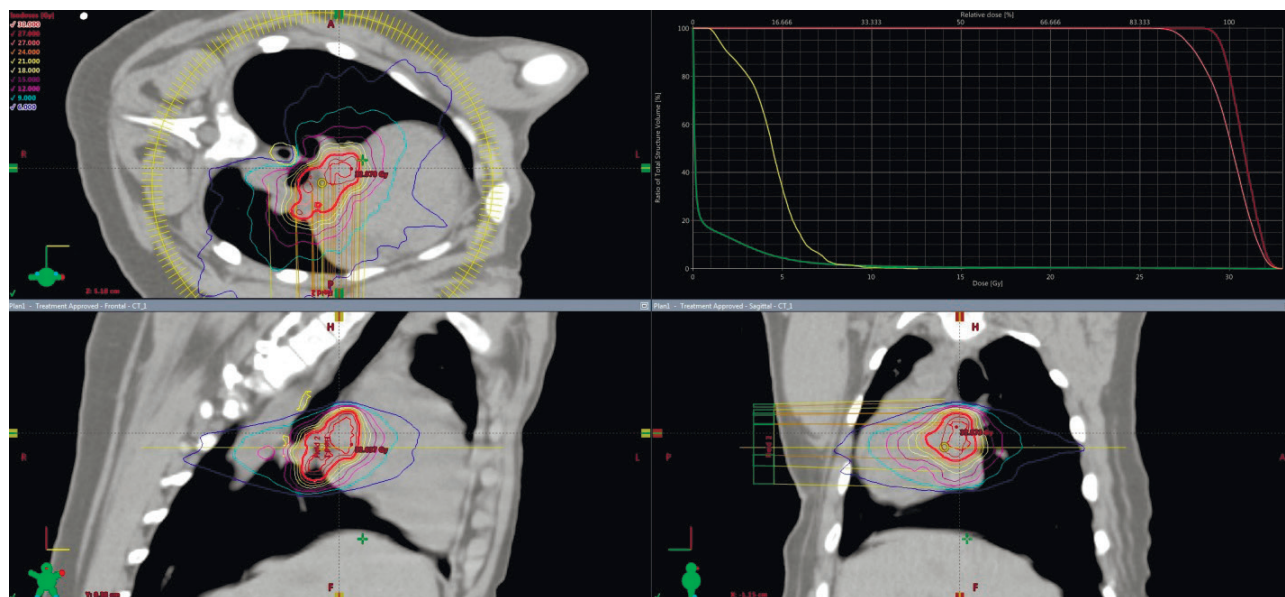 Isodoses [Gy]
✓ 30.000
✓ 27.000
✓ 27.000
✓ 24.000
✓ 21.000
✓ 18.000
✓ 15.000
✓ 12.000
✓ 9.000
✓ 6.000
A
R
L
Relative dose [%]
0 16.666 33.333 50.000 66.666 83.333 100
Ratio of Total Structure Volume [%]
100
80
60
40
20
0
0 5 10 15 20 25 30
Dose [Gy]
Plan1 - Treatment Approved - Frontal - CT_1
H
R
L
F
Plan1 - Treatment Approved - Sagittal - CT_1
H
P
A
F